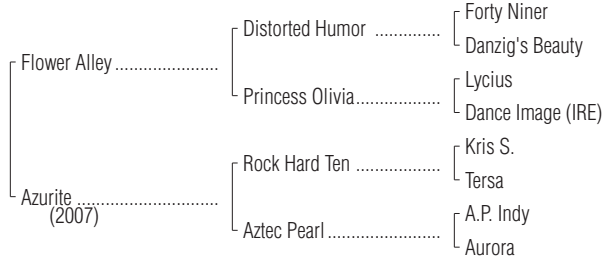 Forty Niner
Distorted Humor ..............
Danzig's Beauty
Flower Alley ......................
Lycius
Princess Olivia..................
Dance Image (IRE)
Kris S.
Rock Hard Ten ..................
Tersa
Azurite ..............................
(2007)
A.P. Indy
Aztec Pearl ........................
Aurora